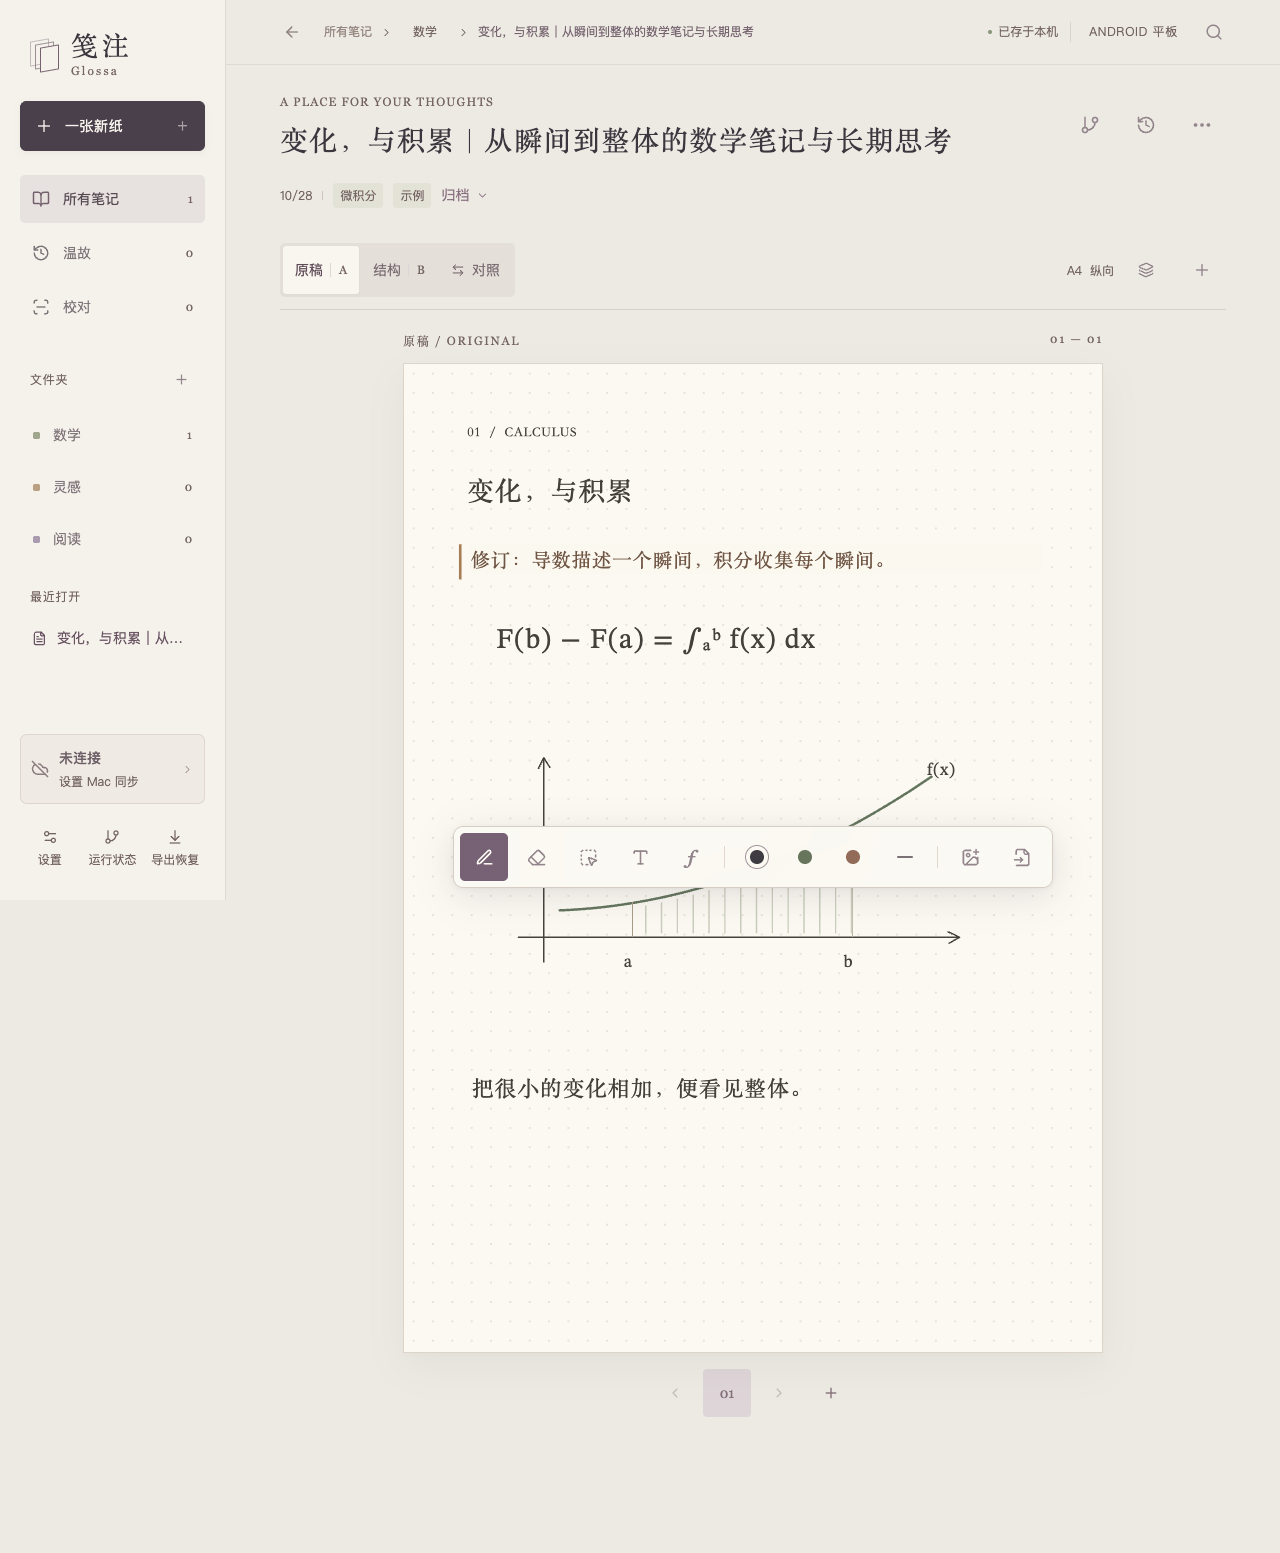 笺注
Glossa
一张新纸
所有笔记 1
温故 0
校对 0
文件夹
数学 1
灵感 0
阅读 0
最近打开
变化，与积累｜从...
未连接
设置 Mac 同步
设置 运行状态 导出恢复
所有笔记 > 数学 > 变化，与积累｜从瞬间到整体的数学笔记与长期思考
已存于本机 ANDROID 平板
A PLACE FOR YOUR THOUGHTS
变化，与积累｜从瞬间到整体的数学笔记与长期思考
10/28 微积分 示例 归档
原稿 A 结构 B 对照
A4 纵向
原稿 / ORIGINAL 01 — 01
01 / CALCULUS
变化，与积累
修订：导数描述一个瞬间，积分收集每个瞬间。
F(b) − F(a) = ∫ₐᵇ f(x) dx
f(x)
a b
把很小的变化相加，便看见整体。
01